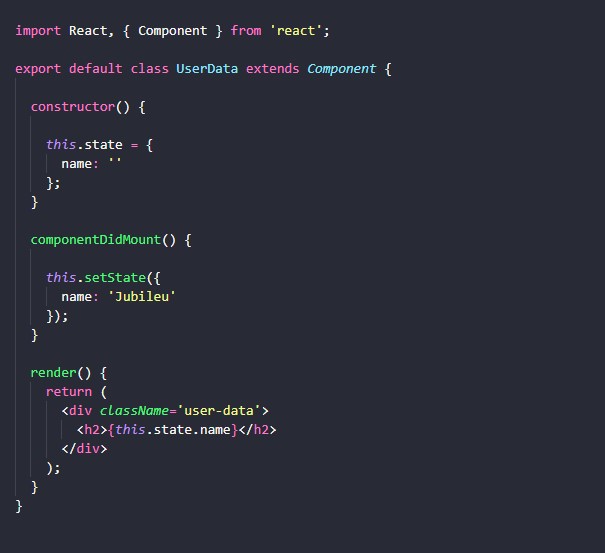 import React, { Component } from 'react';
export default class UserData extends Component {
constructor() {
this.state = {
name: ''
};
}
componentDidMount() {
this.setState({
name: 'Jubileu'
});
}
render() {
return (
<div className='user-data'>
<h2>{this.state.name}</h2>
</div>
);
}
}